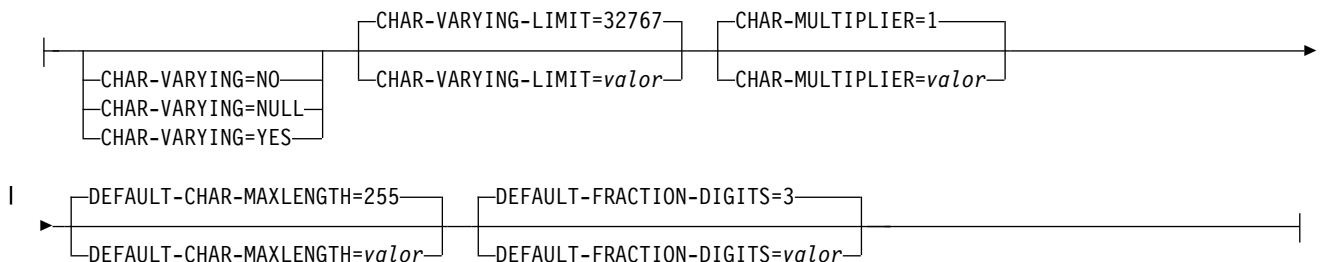 CHAR-VARYING-LIMIT=32767 CHAR-MULTIPLIER=1
CHAR-VARYING=NO CHAR-VARYING-LIMIT=valor CHAR-MULTIPLIER=valor
CHAR-VARYING=NULL
CHAR-VARYING=YES
DEFAULT-CHAR-MAXLENGTH=255 DEFAULT-FRACTION-DIGITS=3
DEFAULT-CHAR-MAXLENGTH=valor DEFAULT-FRACTION-DIGITS=valor